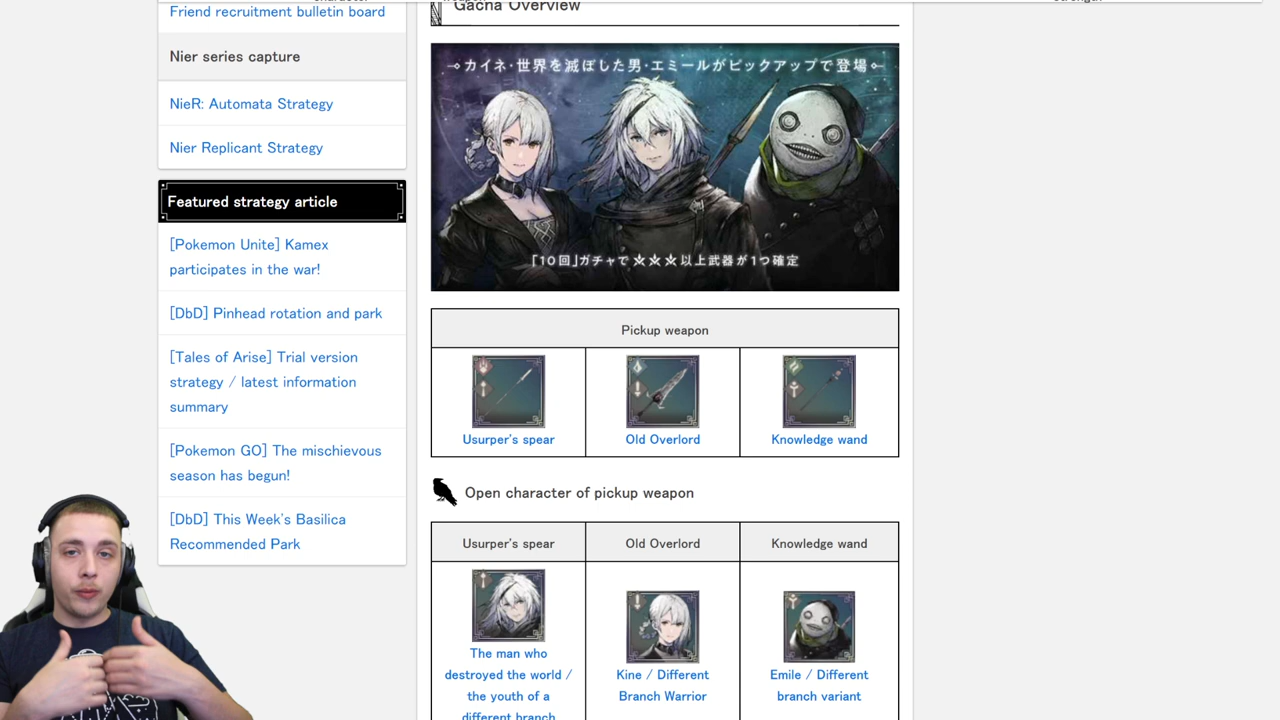 Friend recruitment bulletin board
Nier series capture
NieR: Automata Strategy
Nier Replicant Strategy
Featured strategy article
[Pokemon Unite] Kamex
participates in the war!
[DbD] Pinhead rotation and park
[Tales of Arise] Trial version
strategy / latest information
summary
[Pokemon GO] The mischievous
season has begun!
[DbD] This Week's Basilica
Recommended Park
Gacha Overview
カイネ・世界を滅ぼした男・エミールがピックアップで登場
「10回」ガチャで★★★以上武器が1つ確定
Pickup weapon
Usurper's spear
Old Overlord
Knowledge wand
Open character of pickup weapon
Usurper's spear
Old Overlord
Knowledge wand
The man who
destroyed the world /
the youth of a
different branch
Kine / Different
Branch Warrior
Emile / Different
branch variant